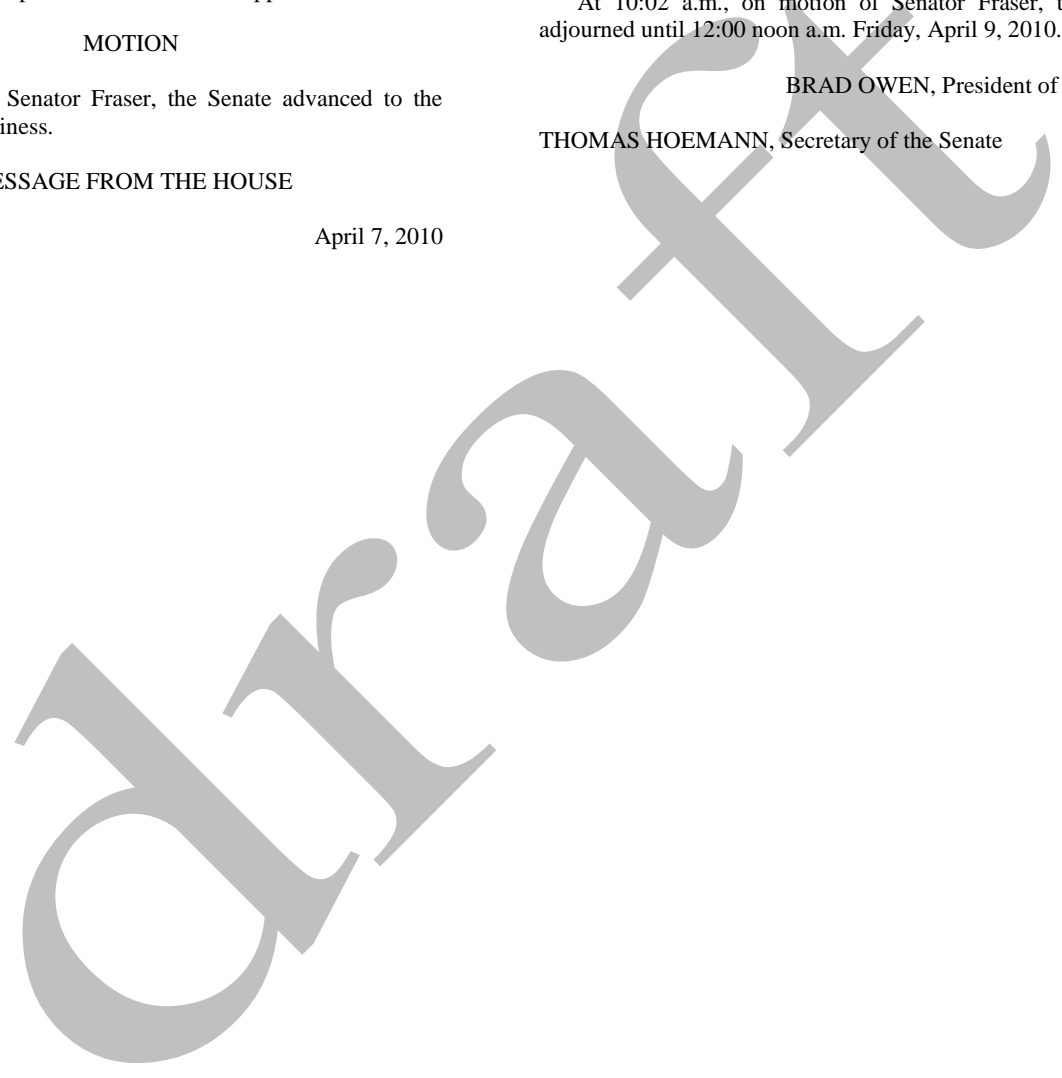 MOTION
Senator Fraser, the Senate advanced to the
MESSAGE FROM THE HOUSE
April 7, 2010
At 10:02 a.m., on motion of Senator Fraser,
adjourned until 12:00 noon a.m. Friday, April 9, 2010.
BRAD OWEN, President of
THOMAS HOEMANN, Secretary of the Senate
draft